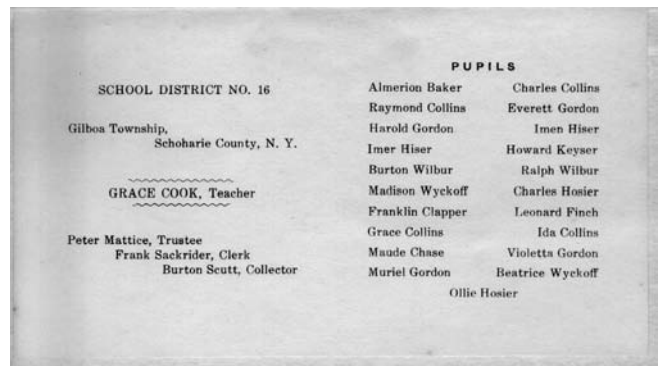 SCHOOL DISTRICT NO. 16
Gilboa Township,
Schoharie County, N. Y.
GRACE COOK, Teacher
Peter Mattice, Trustee
Frank Sackrider, Clerk
Burton Scutt, Collector
PUPILS
Almerion Baker Charles Collins
Raymond Collins Everett Gordon
Harold Gordon Imen Hiser
Imer Hiser Howard Keyser
Burton Wilbur Ralph Wilbur
Madison Wyckoff Charles Hosier
Franklin Clapper Leonard Finch
Grace Collins Ida Collins
Maude Chase Violetta Gordon
Muriel Gordon Beatrice Wyckoff
Ollie Hosier